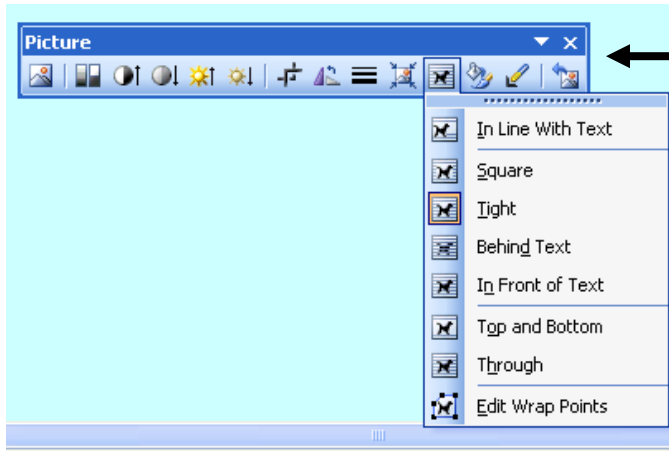 Picture
In Line With Text
Square
Tight
Behind Text
In Front of Text
Top and Bottom
Through
Edit Wrap Points